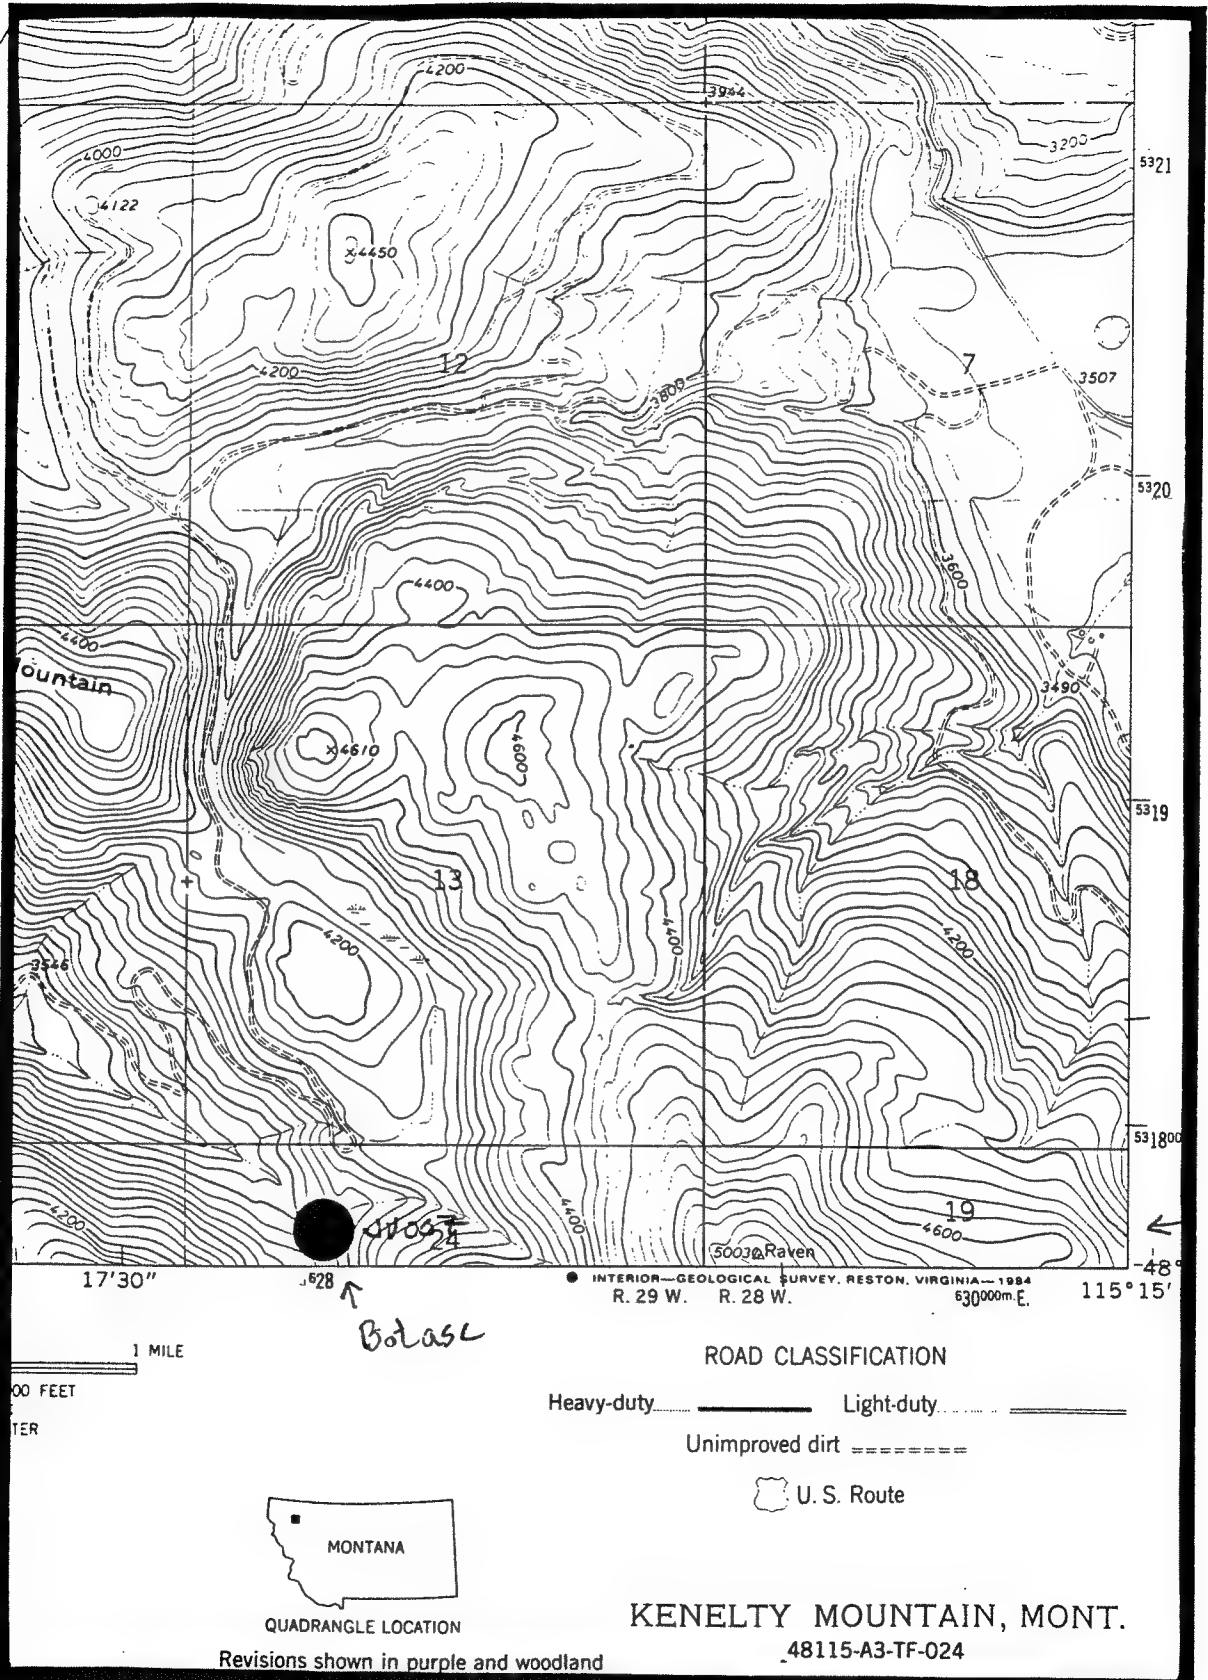 4200
3944
4000
3200
5321
4122
4450
12
7
4200
3800
3507
5320
3600
4400
4400
ountain
3490
4610
4600
5319
13
18
4400
4200
4200
3546
531800
4200
24
4400
19
4600
5003 Raven
48°
17'30"
628
INTERIOR—GEOLOGICAL SURVEY, RESTON, VIRGINIA—1984
R. 29 W. R. 28 W.
630000m. E.
115°15'
1 MILE
00 FEET
TER
ROAD CLASSIFICATION
Heavy-duty Light-duty
Unimproved dirt
U. S. Route
MONTANA
QUADRANGLE LOCATION
KENELTY MOUNTAIN, MONT.
48115-A3-TF-024
Revisions shown in purple and woodland